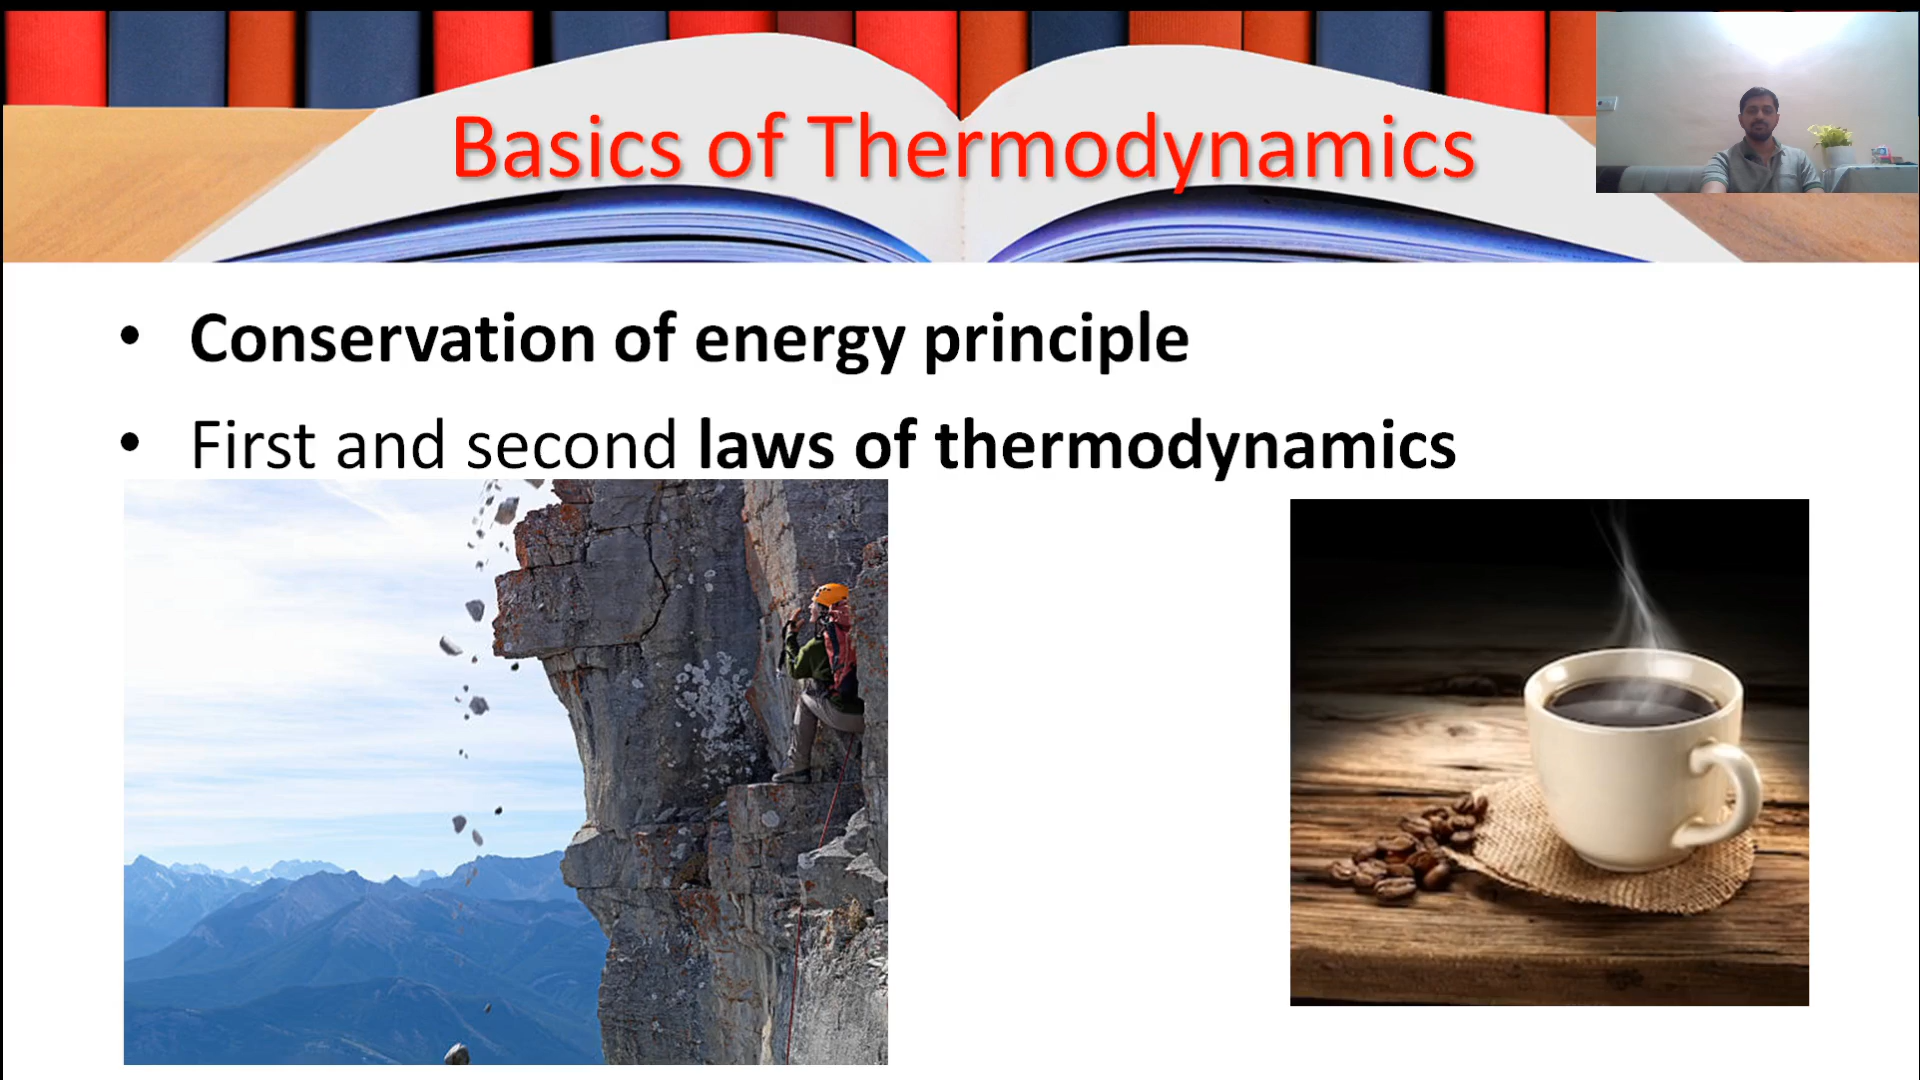 Basics of Thermodynamics
• Conservation of energy principle
• First and second laws of thermodynamics